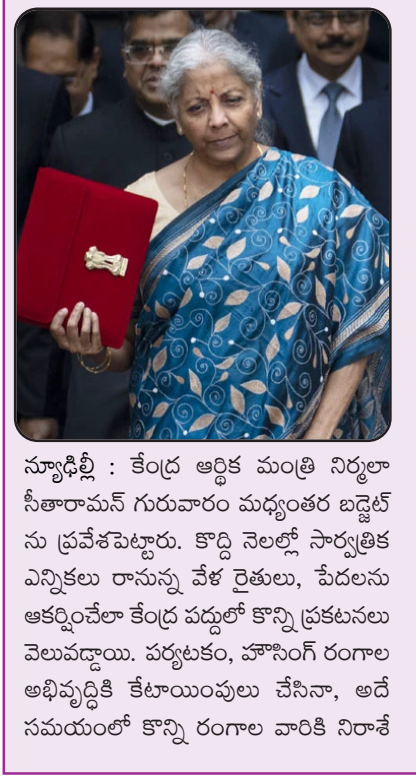 న్యూఢిల్లీ : కేంద్ర ఆర్థిక మంత్రి నిర్మలా
సీతారామన్ గురువారం మధ్యంతర బడ్జెట్
ను ప్రవేశపెట్టారు. కొద్ది నెలల్లో సార్వత్రిక
ఎన్నికలు రానున్న వేళ రైతులు, పేదలను
ఆకర్షించేలా కేంద్ర పద్దులో కొన్ని ప్రకటనలు
వెలువడ్డాయి. పర్యటకం, హౌసింగ్ రంగాల
అభివృద్ధికి కేటాయింపులు చేసినా, అదే
సమయంలో కొన్ని రంగాల వారికి నిరాశే